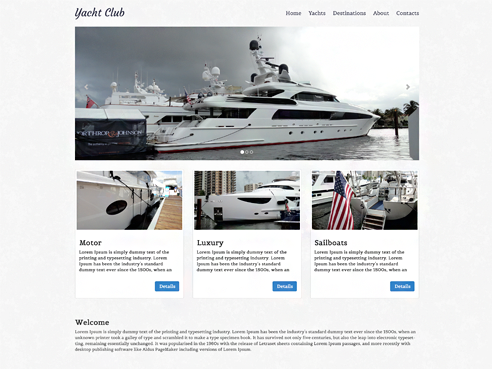 Yacht Club
Home Yachts Destinations About Contacts
Motor
Lorem Ipsum is simply dummy text of the
printing and typesetting industry. Lorem
Ipsum has been the industry's standard
dummy text ever since the 1500s, when an
Details
Luxury
Lorem Ipsum is simply dummy text of the
printing and typesetting industry. Lorem
Ipsum has been the industry's standard
dummy text ever since the 1500s, when an
Details
Sailboats
Lorem Ipsum is simply dummy text of the
printing and typesetting industry. Lorem
Ipsum has been the industry's standard
dummy text ever since the 1500s, when an
Details
Welcome
Lorem Ipsum is simply dummy text of the printing and typesetting industry. Lorem Ipsum has been the industry's standard dummy text ever since the 1500s, when an
unknown printer took a galley of type and scrambled it to make a type specimen book. It has survived not only five centuries, but also the leap into electronic typeset-
ting, remaining essentially unchanged. It was popularised in the 1960s with the release of Letraset sheets containing Lorem Ipsum passages, and more recently with
desktop publishing software like Aldus PageMaker including versions of Lorem Ipsum.